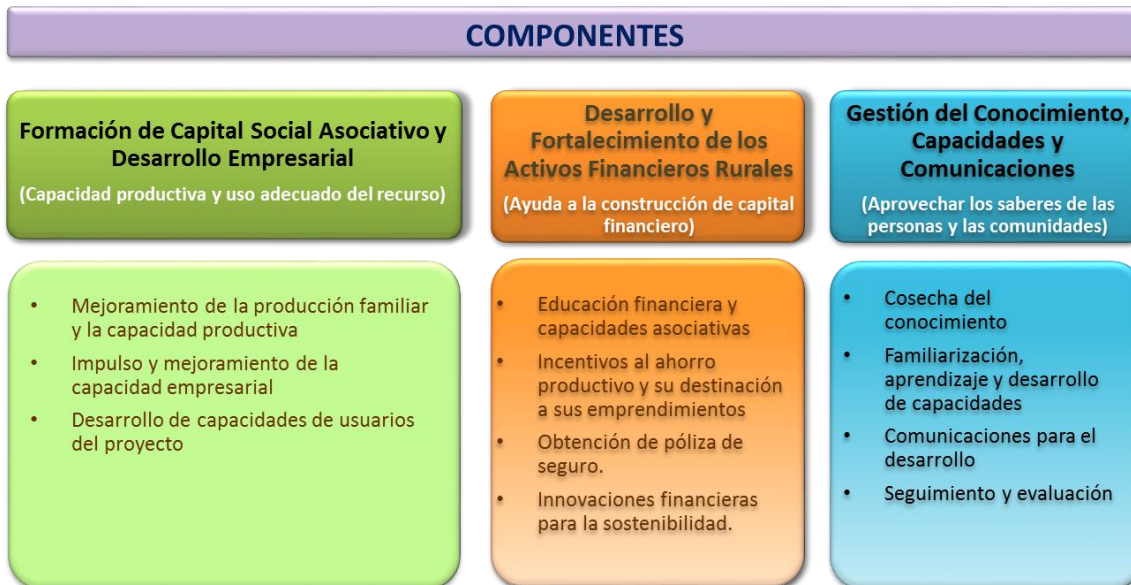 COMPONENTES
Formación de Capital Social Asociativo y
Desarrollo Empresarial
(Capacidad productiva y uso adecuado del recurso)
• Mejoramiento de la producción familiar
y la capacidad productiva
• Impulso y mejoramiento de la
capacidad empresarial
• Desarrollo de capacidades de usuarios
del proyecto
Desarrollo y
Fortalecimiento de los
Activos Financieros Rurales
(Ayuda a la construcción de capital
financiero)
• Educación financiera y
capacidades asociativas
• Incentivos al ahorro
productivo y su destinación
a sus emprendimientos
• Obtención de póliza de
seguro.
• Innovaciones financieras
para la sostenibilidad.
Gestión del Conocimiento,
Capacidades y
Comunicaciones
(Aprovechar los saberes de las
personas y las comunidades)
• Cosecha del
conocimiento
• Familiarización,
aprendizaje y desarrollo
de capacidades
• Comunicaciones para el
desarrollo
• Seguimiento y evaluación